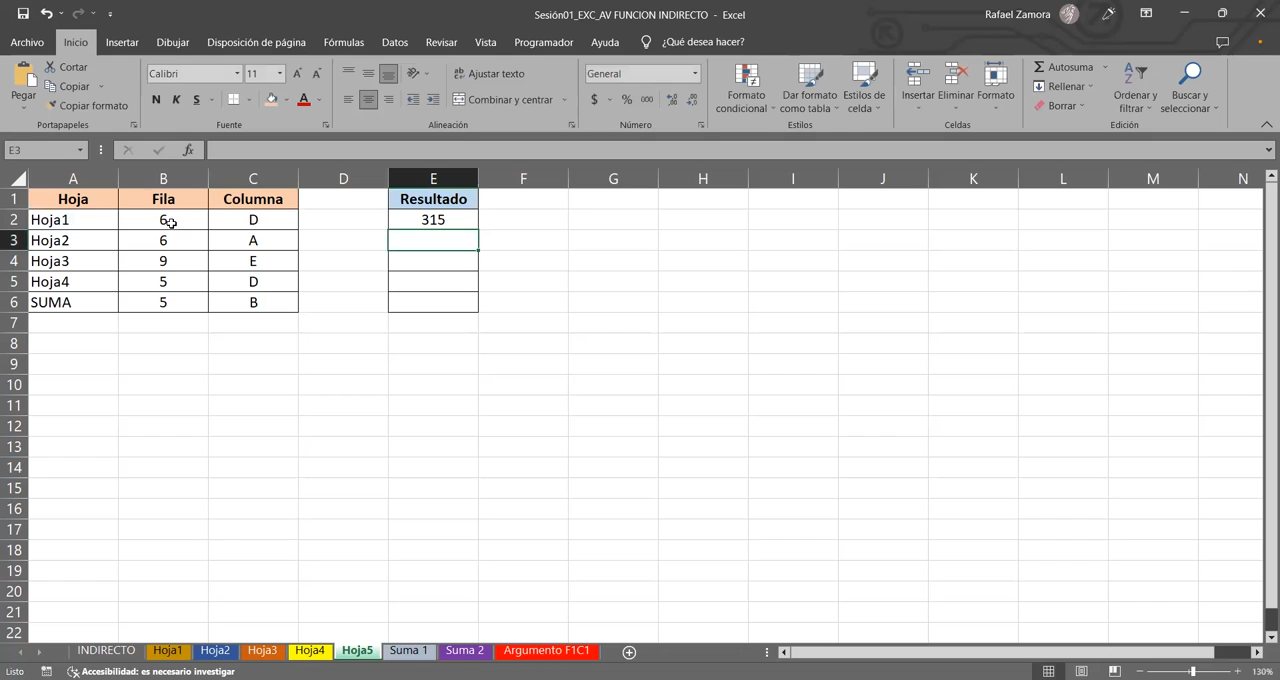 Sesión01_EXC_AV FUNCION INDIRECTO - Excel
Rafael Zamora
Archivo Inicio Insertar Dibujar Disposición de página Fórmulas Datos Revisar Vista Programador Ayuda ¿Qué desea hacer?
Pegar
Cortar
Copiar
Copiar formato
Portapapeles
Calibri 11
N K S
Fuente
Ajustar texto
Combinar y centrar
Alineación
General
$ % 000
Número
Formato condicional
Dar formato como tabla
Estilos de celda
Estilos
Insertar Eliminar Formato
Celdas
Autosuma
Rellenar
Borrar
Ordenar y filtrar
Buscar y seleccionar
Edición
E3 fx
A B C D E F G H I J K L M N
1 Hoja Fila Columna Resultado
2 Hoja1 6 D 315
3 Hoja2 6 A
4 Hoja3 9 E
5 Hoja4 5 D
6 SUMA 5 B
7
8
9
10
11
12
13
14
15
16
17
18
19
20
21
22
INDIRECTO Hoja1 Hoja2 Hoja3 Hoja4 Hoja5 Suma 1 Suma 2 Argumento F1C1
Listo Accesibilidad: es necesario investigar 130%